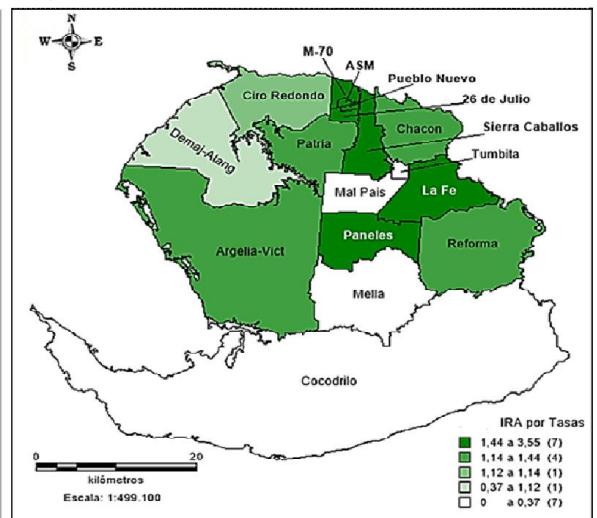 N
W E
S
M-70
ASM
Pueblo Nuevo
Ciro Redondo
26 de Julio
Chacon
Sierra Caballos
Demaj-Atang
Patria
Tumbita
Mal Pais
La Fe
Paneles
Reforma
Argelia-Vict
Mella
Cocodrilo
IRA por Tasas
1,44 a 3,55 (7)
1,14 a 1,44 (4)
1,12 a 1,14 (1)
0,37 a 1,12 (1)
0 a 0,37 (7)
0 20
kilómetros
Escala: 1:499.100